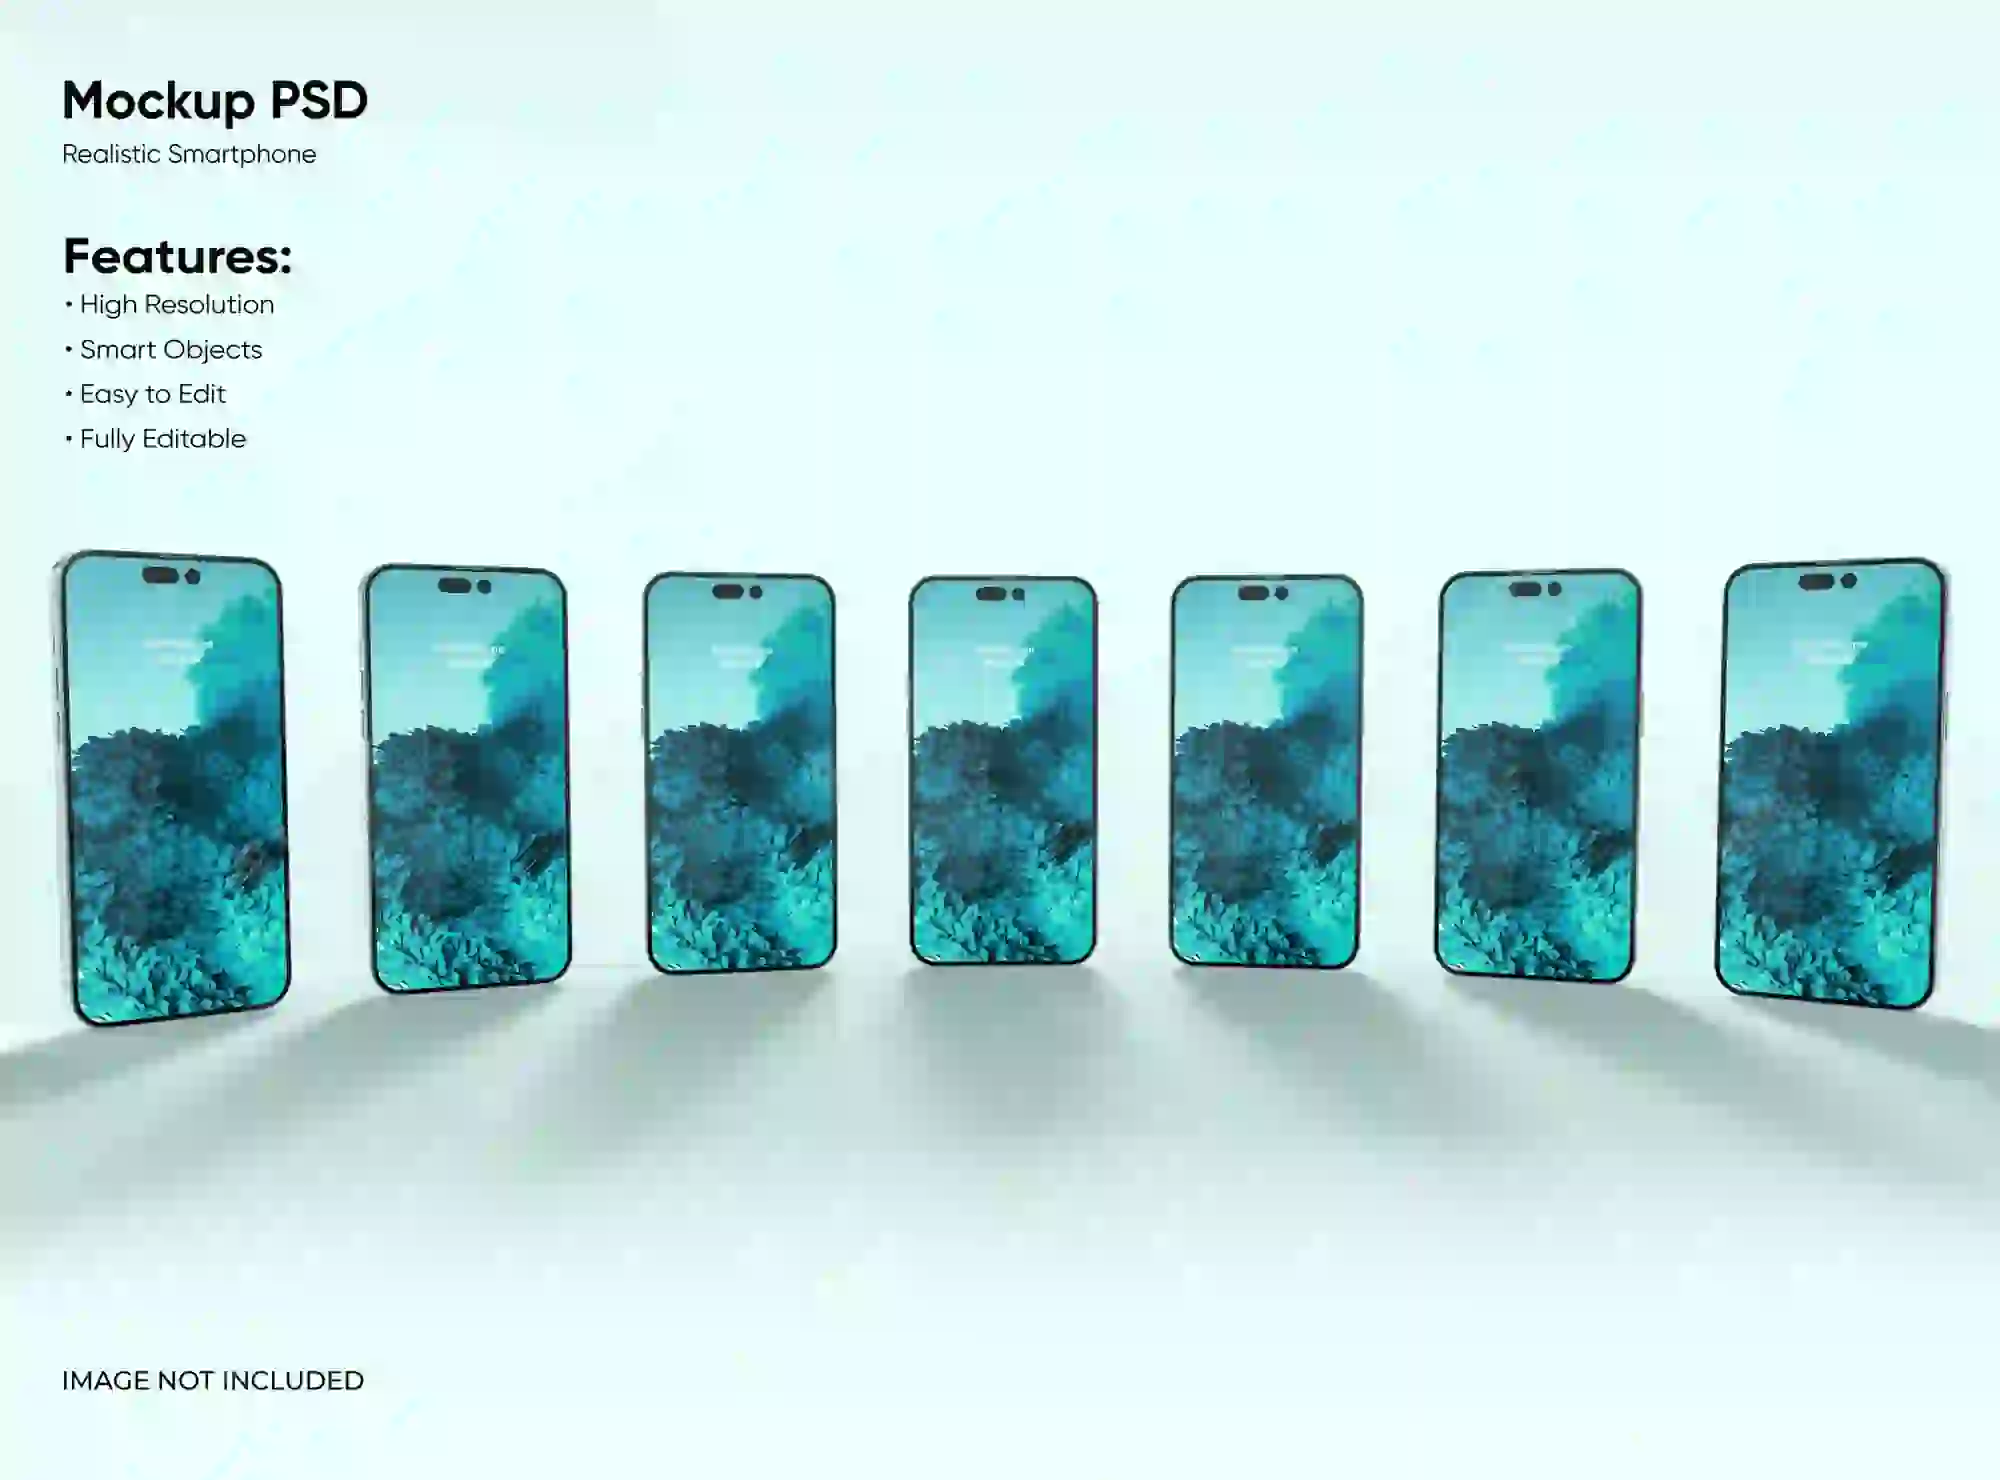 Mockup PSD
Realistic Smartphone
Features:
• High Resolution
• Smart Objects
• Easy to Edit
• Fully Editable
IMAGE NOT INCLUDED